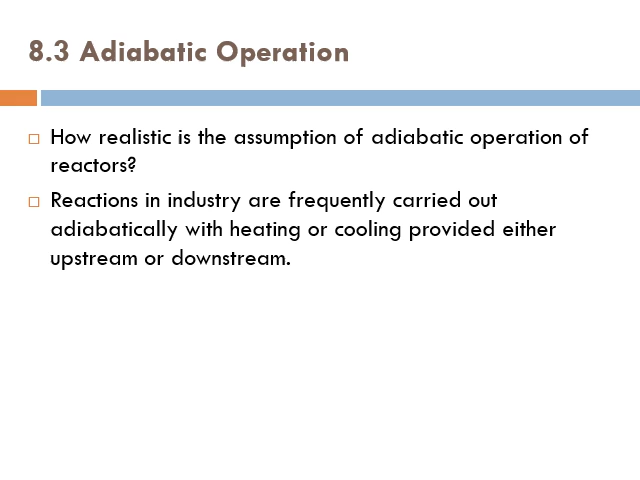 8.3 Adiabatic Operation
How realistic is the assumption of adiabatic operation of
reactors?
Reactions in industry are frequently carried out
adiabatically with heating or cooling provided either
upstream or downstream.